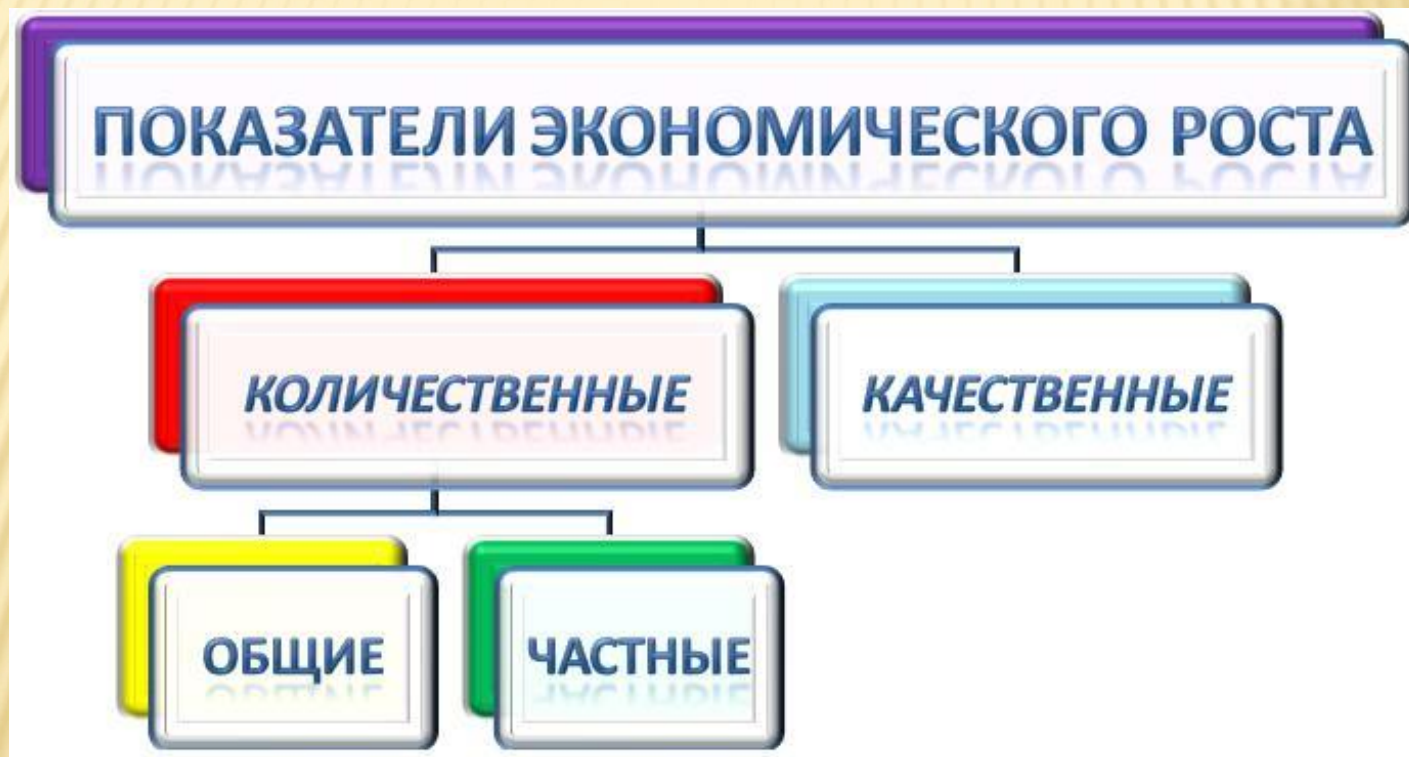 ПОКАЗАТЕЛИ ЭКОНОМИЧЕСКОГО РОСТА
КОЛИЧЕСТВЕННЫЕ
КАЧЕСТВЕННЫЕ
ОБЩИЕ
ЧАСТНЫЕ